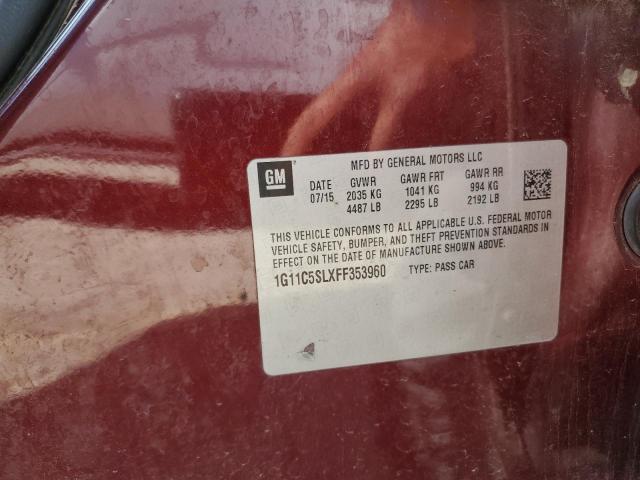 GM
MFD BY GENERAL MOTORS LLC
DATE GVWR GAWR FRT GAWR RR
07/15 2035 KG 1041 KG 994 KG
4487 LB 2295 LB 2192 LB
THIS VEHICLE CONFORMS TO ALL APPLICABLE U.S. FEDERAL MOTOR
VEHICLE SAFETY, BUMPER, AND THEFT PREVENTION STANDARDS IN
EFFECT ON THE DATE OF MANUFACTURE SHOWN ABOVE.
1G11C5SLXFF353960 TYPE: PASS CAR